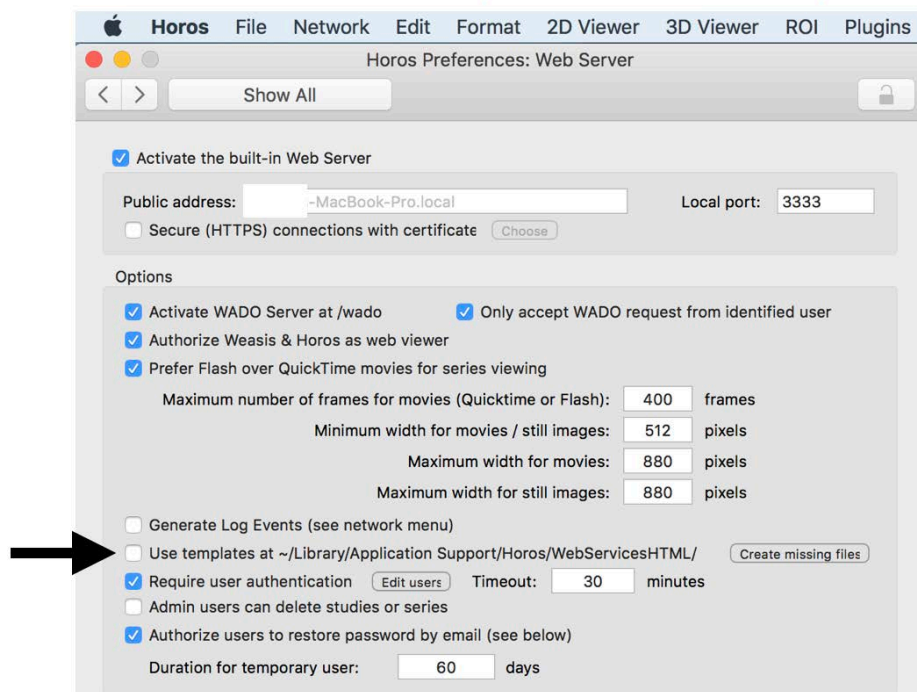 Horos File Network Edit Format 2D Viewer 3D Viewer ROI Plugins
Horos Preferences: Web Server
Show All
Activate the built-in Web Server
Public address: -MacBook-Pro.local Local port: 3333
Secure (HTTPS) connections with certificate Choose
Options
Activate WADO Server at /wado Only accept WADO request from identified user
Authorize Weasis & Horos as web viewer
Prefer Flash over QuickTime movies for series viewing
Maximum number of frames for movies (Quicktime or Flash): 400 frames
Minimum width for movies / still images: 512 pixels
Maximum width for movies: 880 pixels
Maximum width for still images: 880 pixels
Generate Log Events (see network menu)
Use templates at ~/Library/Application Support/Horos/WebServicesHTML/ Create missing files
Require user authentication Edit users Timeout: 30 minutes
Admin users can delete studies or series
Authorize users to restore password by email (see below)
Duration for temporary user: 60 days